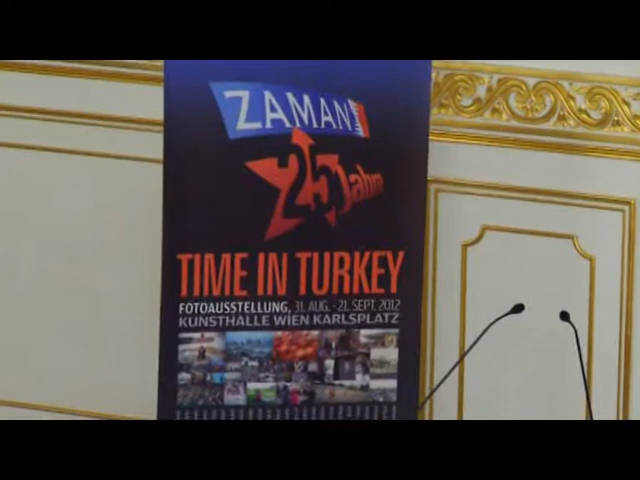 ZAMAN
25 Jahre
TIME IN TURKEY
FOTOAUSSTELLUNG, 31. AUG. - 21. SEPT. 2012
KUNSTHALLE WIEN KARLSPLATZ